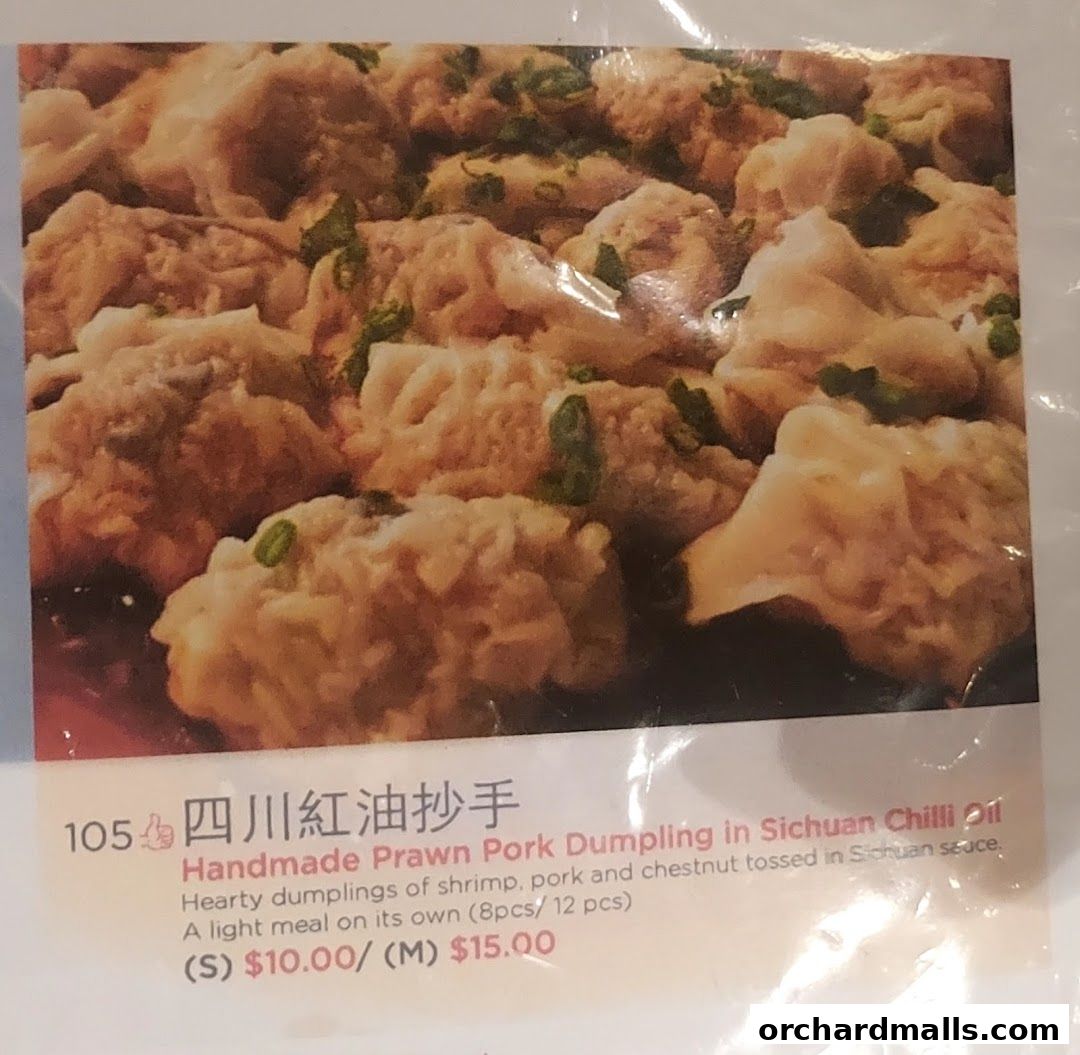 105 四川紅油抄手
Handmade Prawn Pork Dumpling in Sichuan Chilli Oil
Hearty dumplings of shrimp, pork and chestnut tossed in Sichuan sauce.
A light meal on its own (8pcs/ 12 pcs)
(S) $10.00/ (M) $15.00
orchardmalls.com